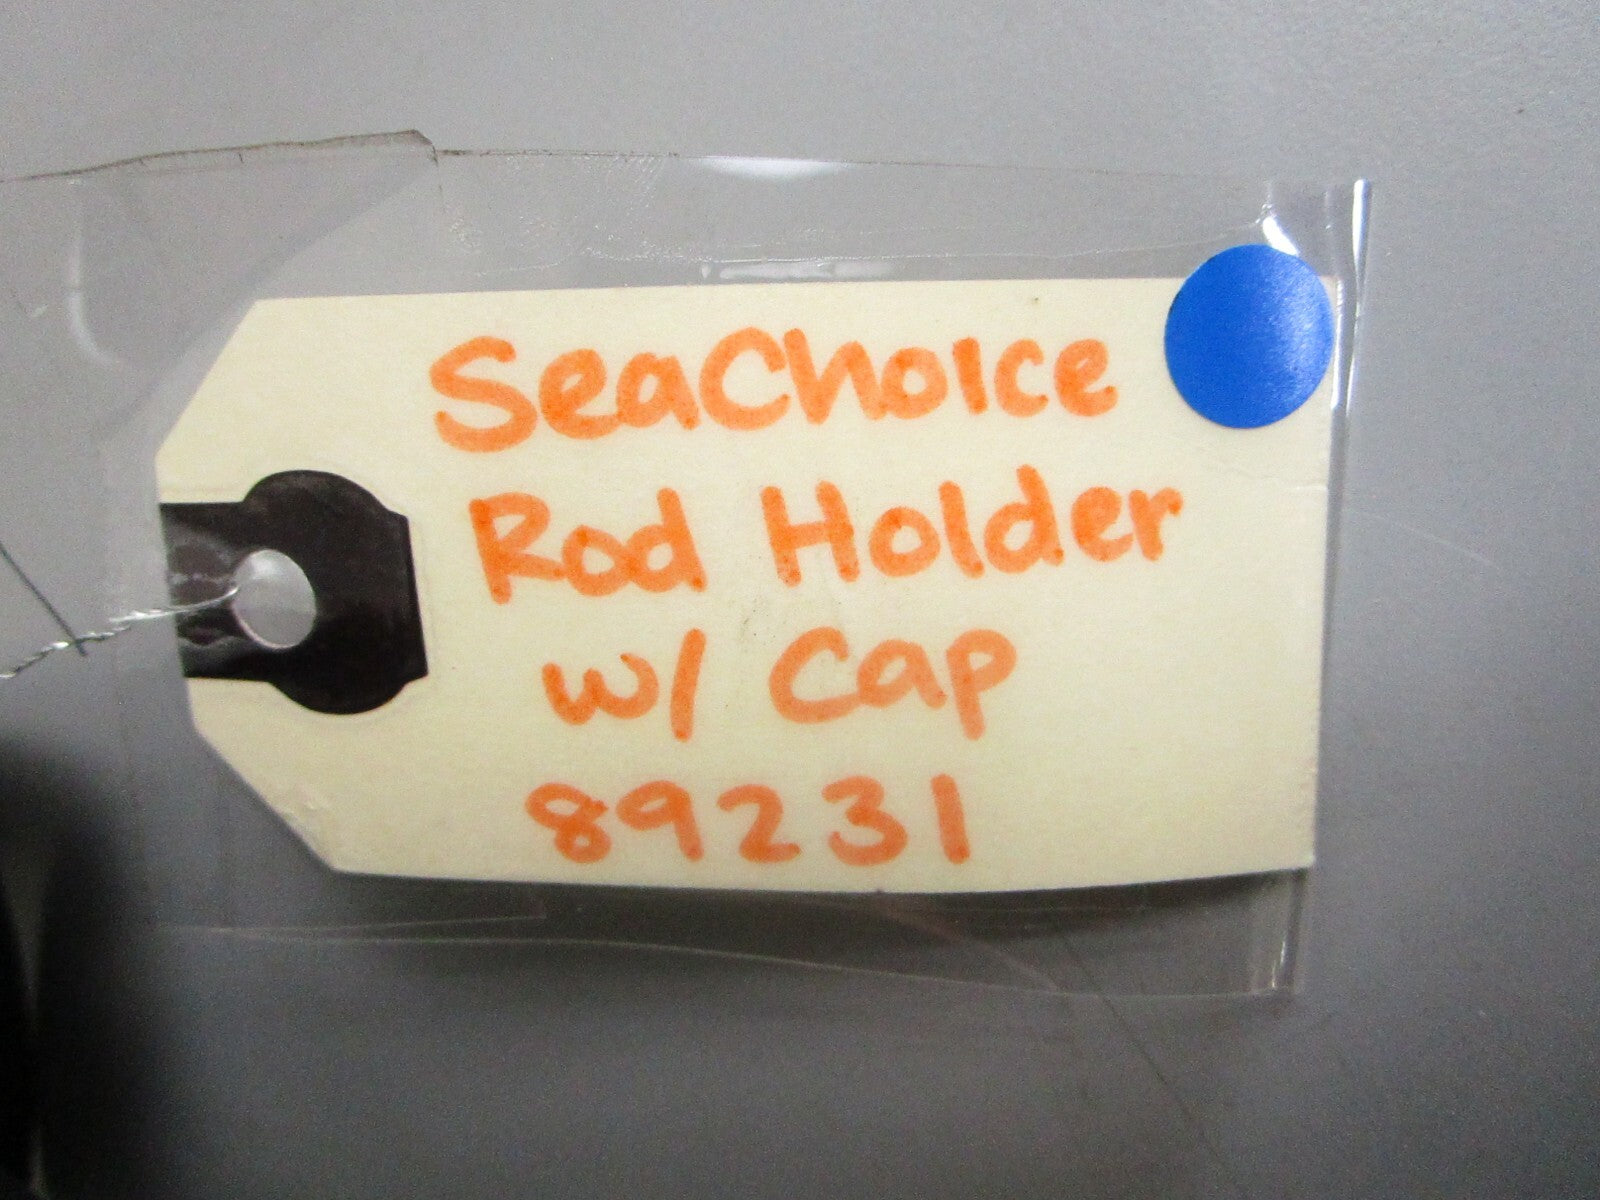 SeaChoice
Rod Holder
w/ Cap
89231